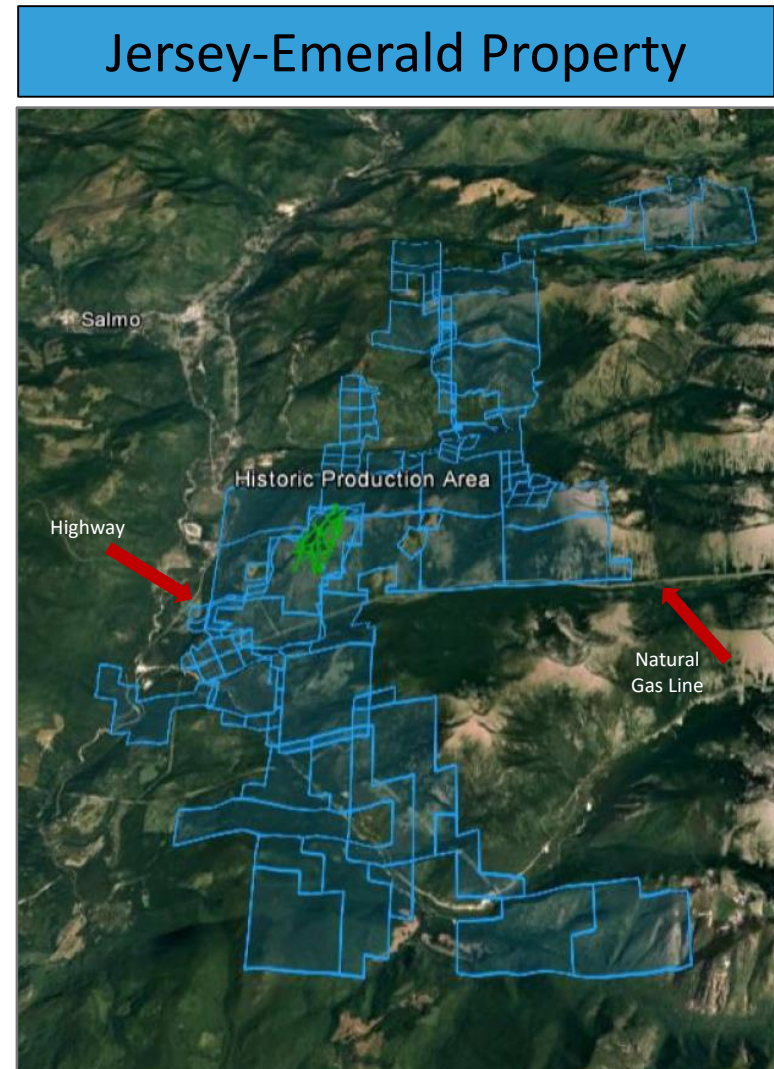 Jersey-Emerald Property
Salmo
Historic Production Area
Highway
Natural
Gas Line